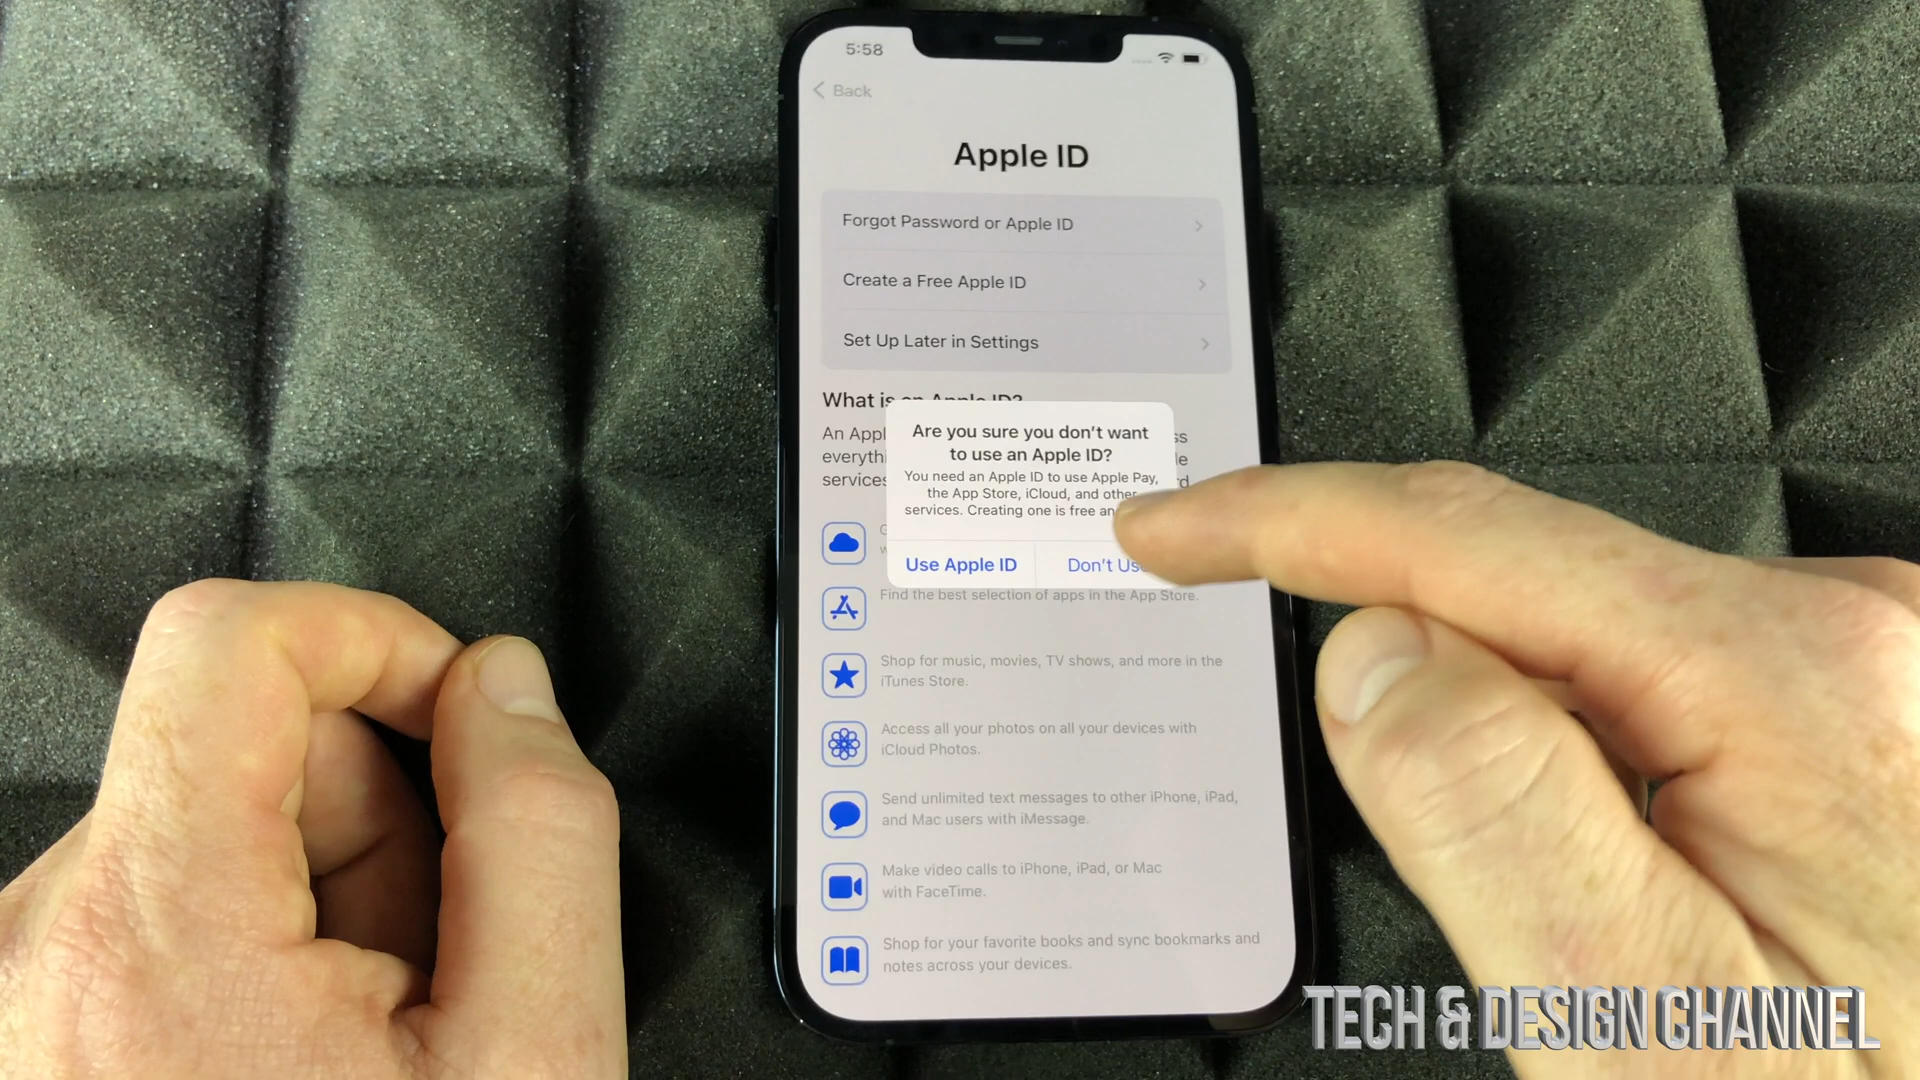 5:58
Back
Apple ID
Forgot Password or Apple ID
Create a Free Apple ID
Set Up Later in Settings
What is an Apple ID?
An Appl ss
everythi le
services rd
Are you sure you don't want
to use an Apple ID?
You need an Apple ID to use Apple Pay,
the App Store, iCloud, and other
services. Creating one is free an
Use Apple ID
Don't Use
Find the best selection of apps in the App Store.
Shop for music, movies, TV shows, and more in the
iTunes Store.
Access all your photos on all your devices with
iCloud Photos.
Send unlimited text messages to other iPhone, iPad,
and Mac users with iMessage.
Make video calls to iPhone, iPad, or Mac
with FaceTime.
Shop for your favorite books and sync bookmarks and
notes across your devices.
TECH & DESIGN CHANNEL